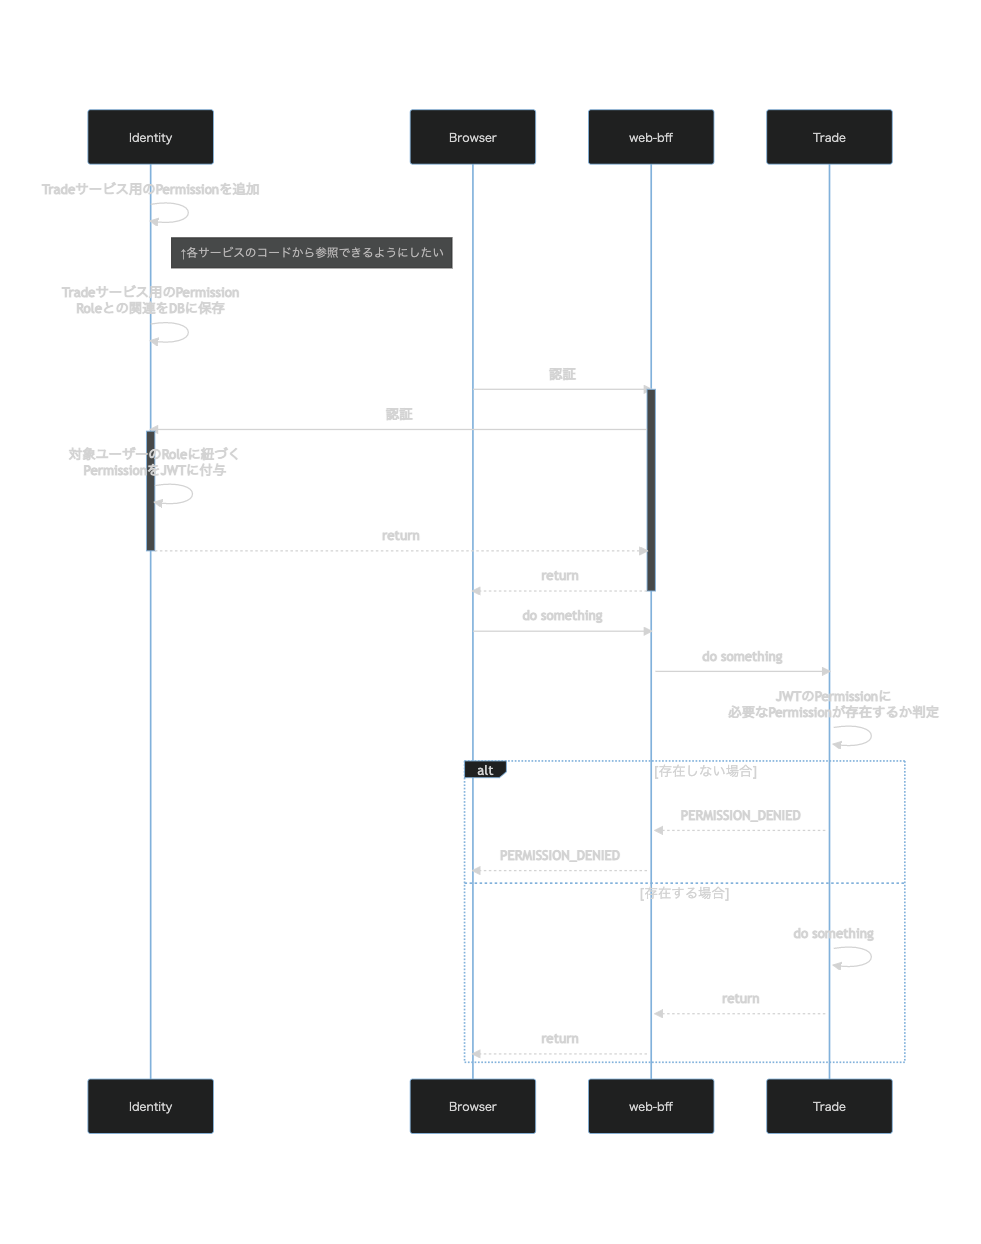 Identity
Browser
web-bff
Trade
Tradeサービス用のPermissionを追加
↑各サービスのコードから参照できるようにしたい
Tradeサービス用のPermission
Roleとの関連をDBに保存
認証
認証
対象ユーザーのRoleに紐づく
PermissionをJWTに付与
return
return
do something
do something
JWTのPermissionに
必要なPermissionが存在するか判定
alt
[存在しない場合]
PERMISSION_DENIED
PERMISSION_DENIED
[存在する場合]
do something
return
return
Identity
Browser
web-bff
Trade